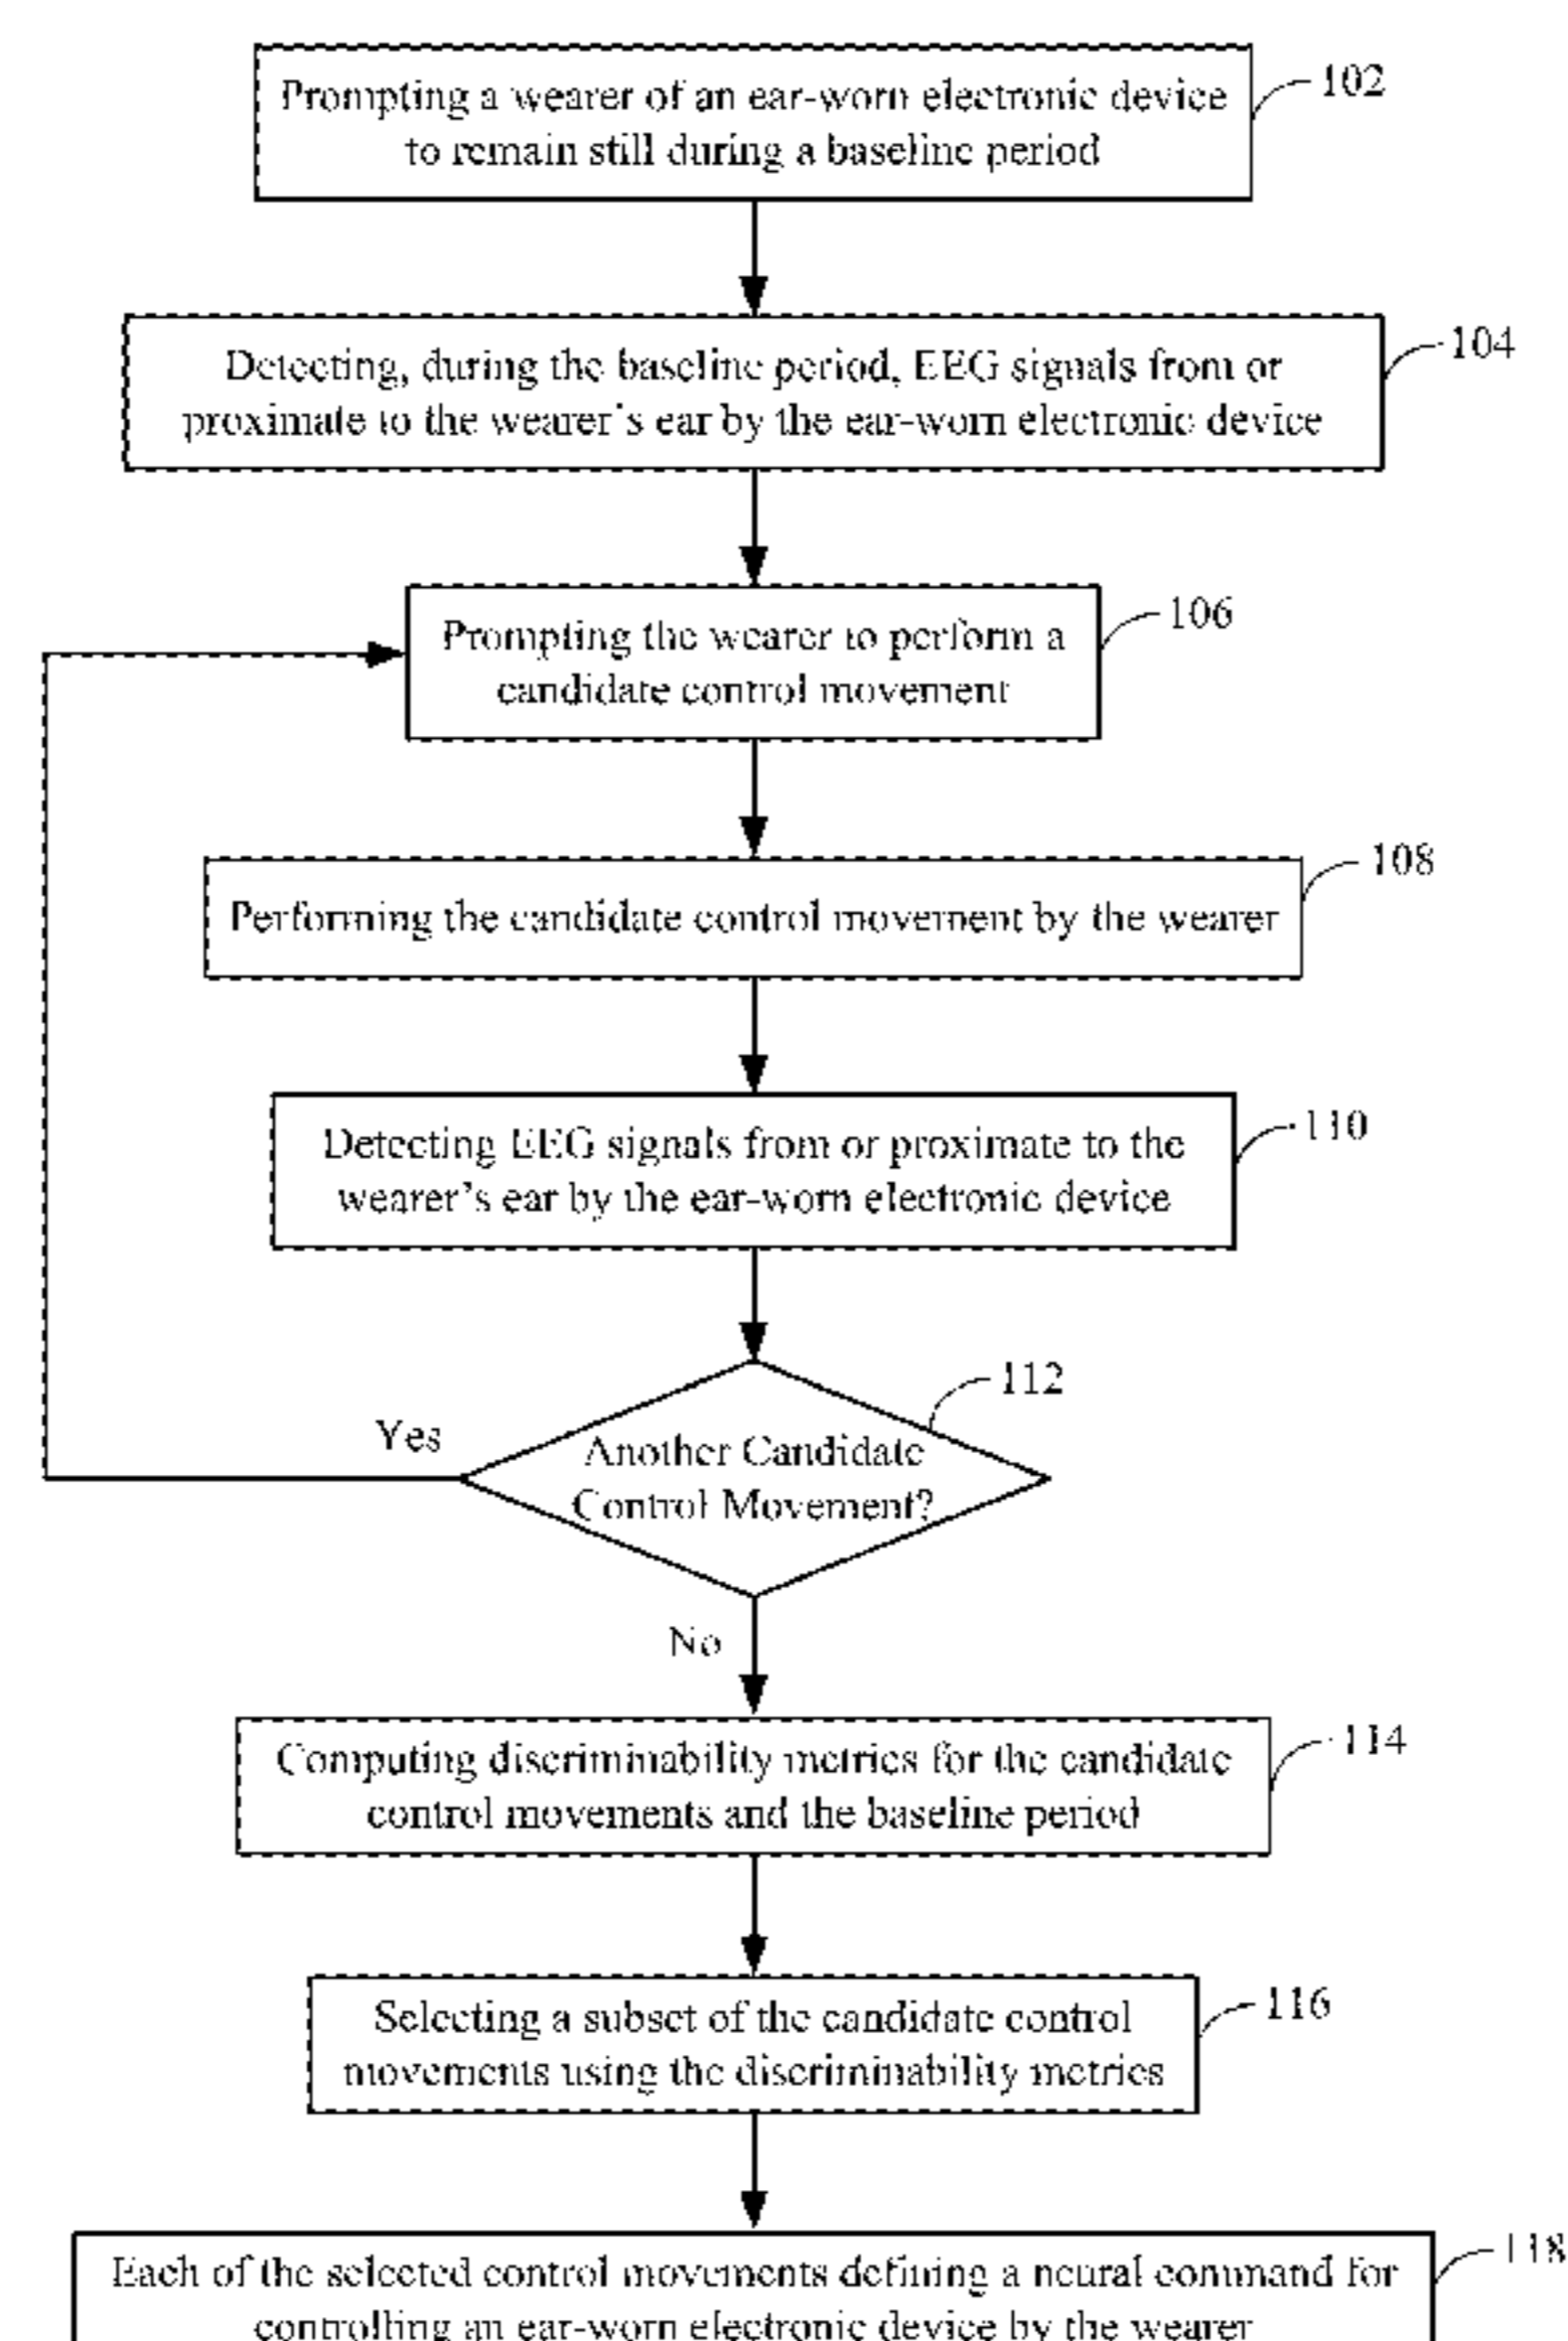 Prompting a wearer of an ear-worn electronic device
to remain still during a baseline period
102
Detecting, during the baseline period, EEG signals from or
proximate to the wearer's ear by the ear-worn electronic device
104
Prompting the wearer to perform a
candidate control movement
106
Performing the candidate control movement by the wearer
108
Detecting EEG signals from or proximate to the
wearer's ear by the ear-worn electronic device
110
Another Candidate
Control Movement?
112
Yes
No
Computing discriminability metrics for the candidate
control movements and the baseline period
114
Selecting a subset of the candidate control
movements using the discriminability metrics
116
Each of the selected control movements defining a neural command for
controlling an ear-worn electronic device by the wearer
118